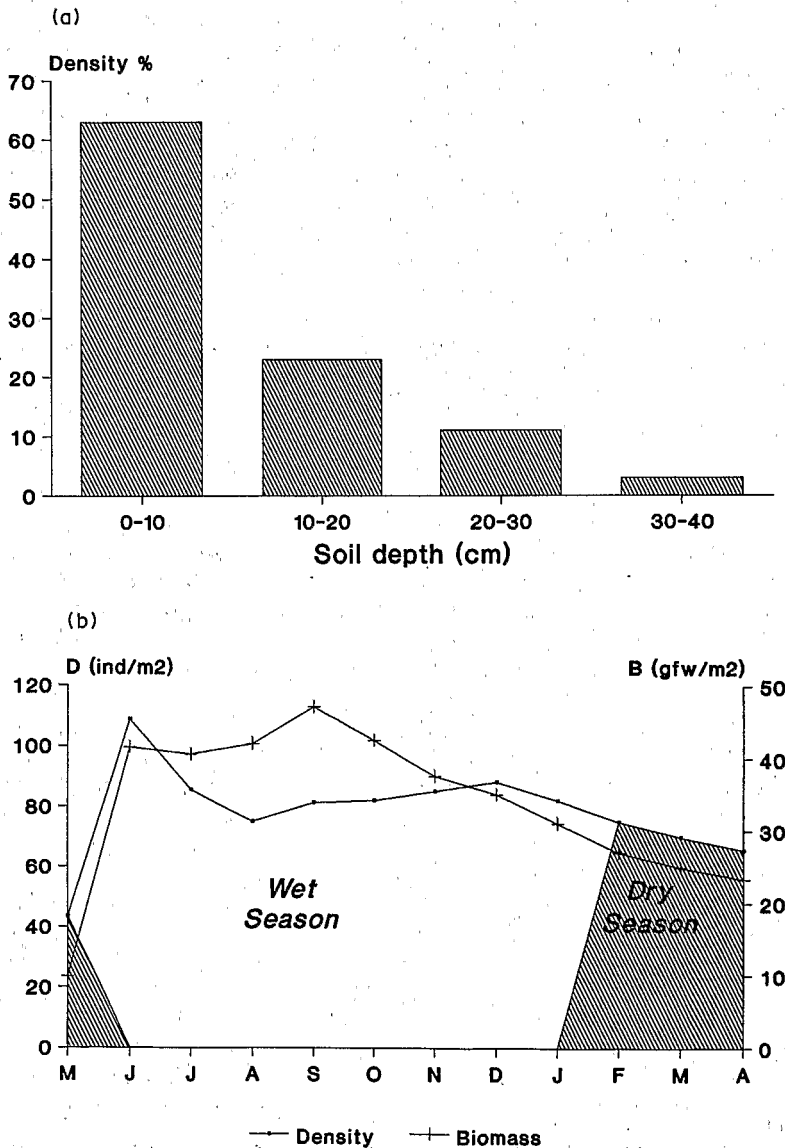 (a)
Density %
70
60
50
40
30
20
10
0
0-10 10-20 20-30 30-40
Soil depth (cm)
(b)
D (ind/m2) B (gfw/m2)
120
100
80
60
40
20
0
50
40
30
20
10
0
Wet
Season
Dry
Season
M J J A S O N D J F M A
Density Biomass